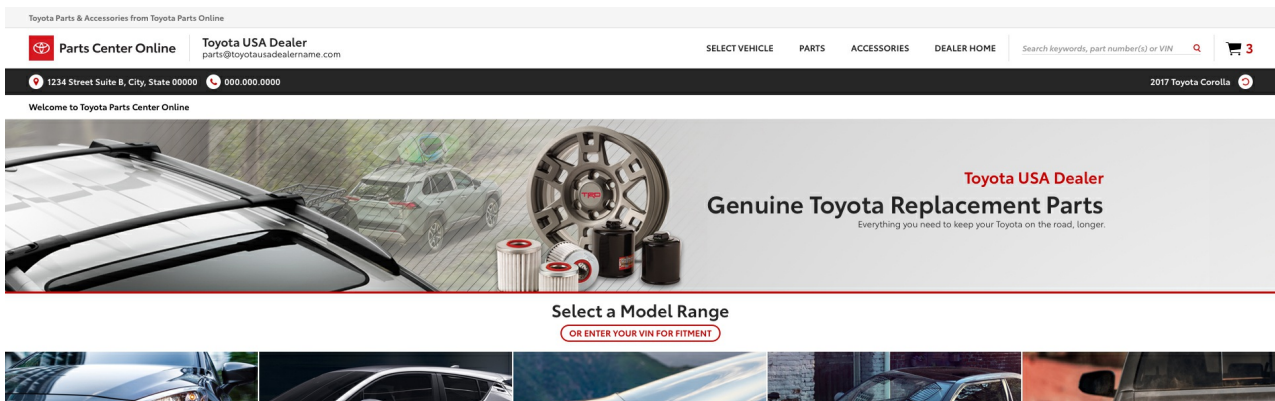 Toyota Parts & Accessories from Toyota Parts Online
Parts Center Online
Toyota USA Dealer
parts@toyotausadealername.com
SELECT VEHICLE PARTS ACCESSORIES DEALER HOME Search keywords, part number(s) or VIN 3
1234 Street Suite B, City, State 00000 000.000.0000 2017 Toyota Corolla
Welcome to Toyota Parts Center Online
TRD
Toyota USA Dealer
Genuine Toyota Replacement Parts
Everything you need to keep your Toyota on the road, longer.
Select a Model Range
OR ENTER YOUR VIN FOR FITMENT